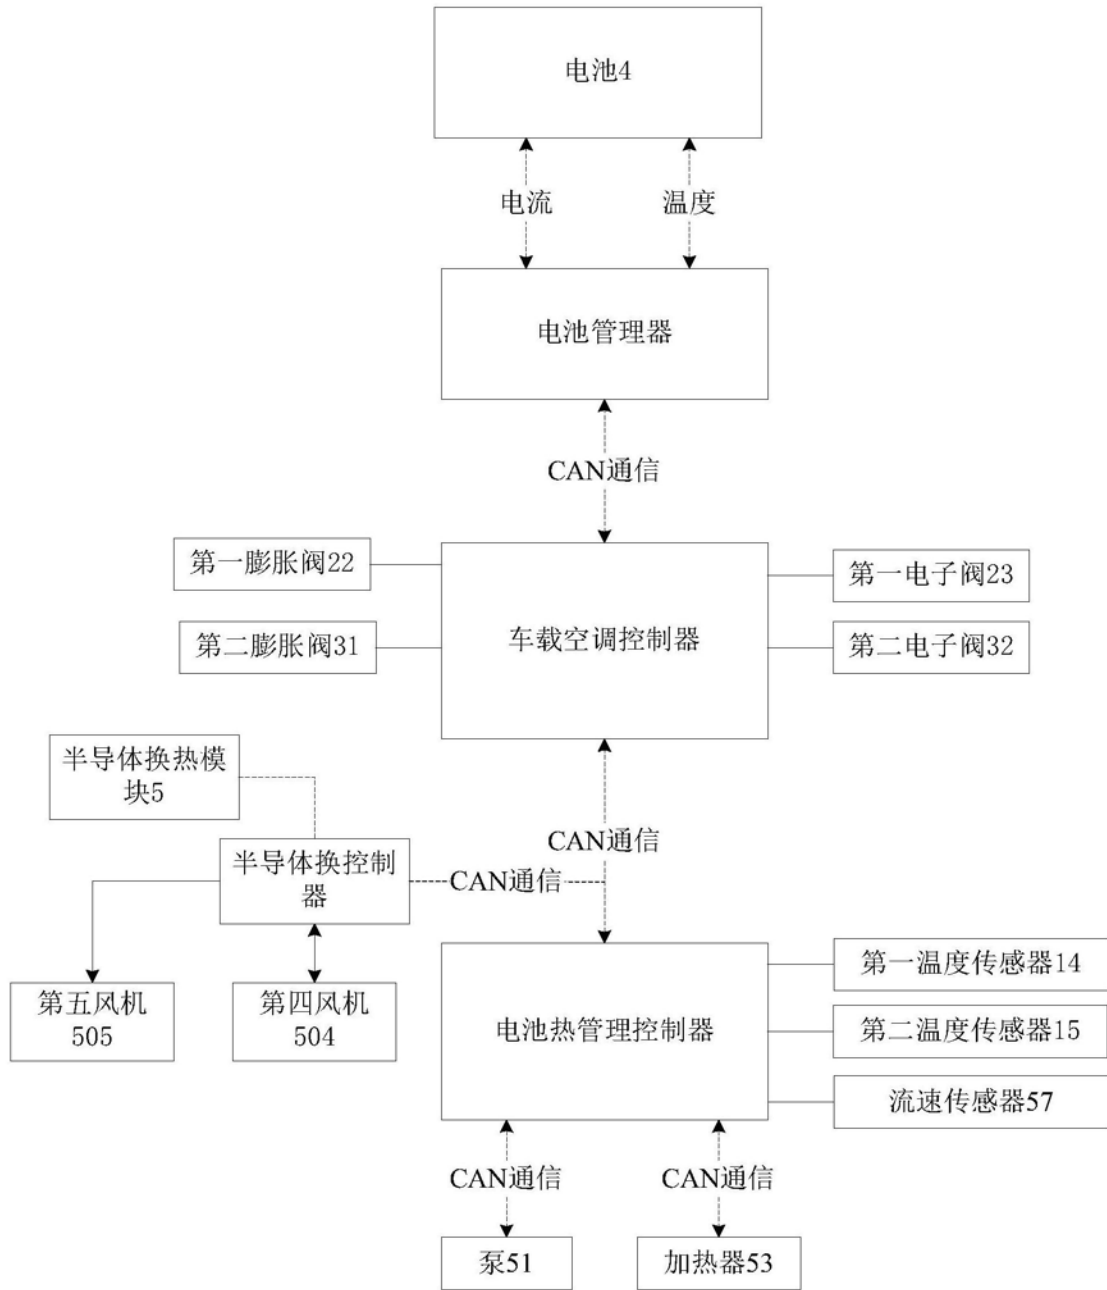 电池4
电流
温度
电池管理器
CAN通信
第一膨胀阀22
第一电子阀23
车载空调控制器
第二膨胀阀31
第二电子阀32
半导体换热模
块5
CAN通信
半导体换控制
器
CAN通信
第一温度传感器14
第五风机
505
第四风机
504
电池热管理控制器
第二温度传感器15
流速传感器57
CAN通信
CAN通信
泵51
加热器53